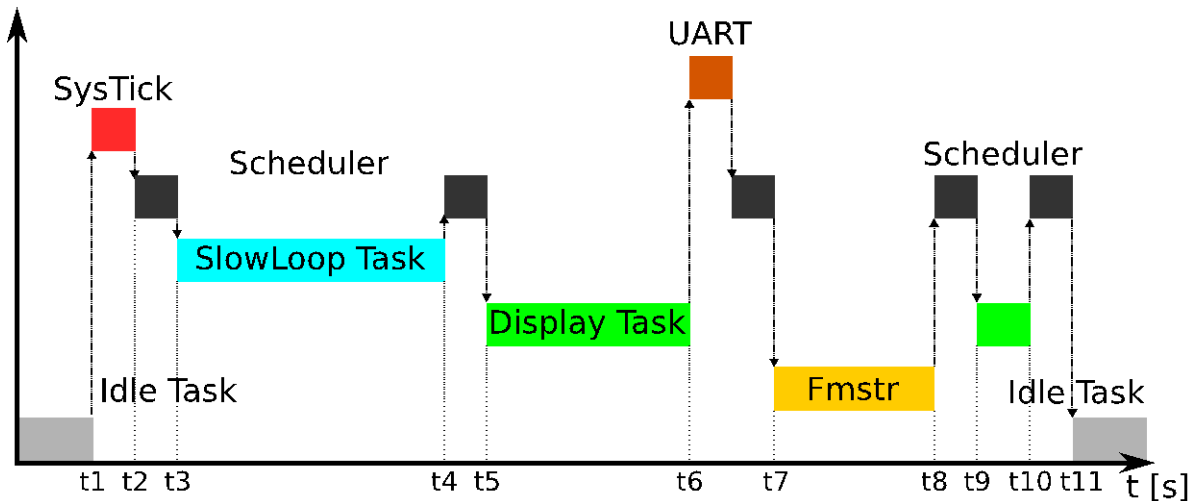 UART
SysTick
Scheduler
Scheduler
SlowLoop Task
Display Task
Idle Task
Fmstr
Idle Task
t1 t2 t3 t4 t5 t6 t7 t8 t9 t10 t11 t [s]